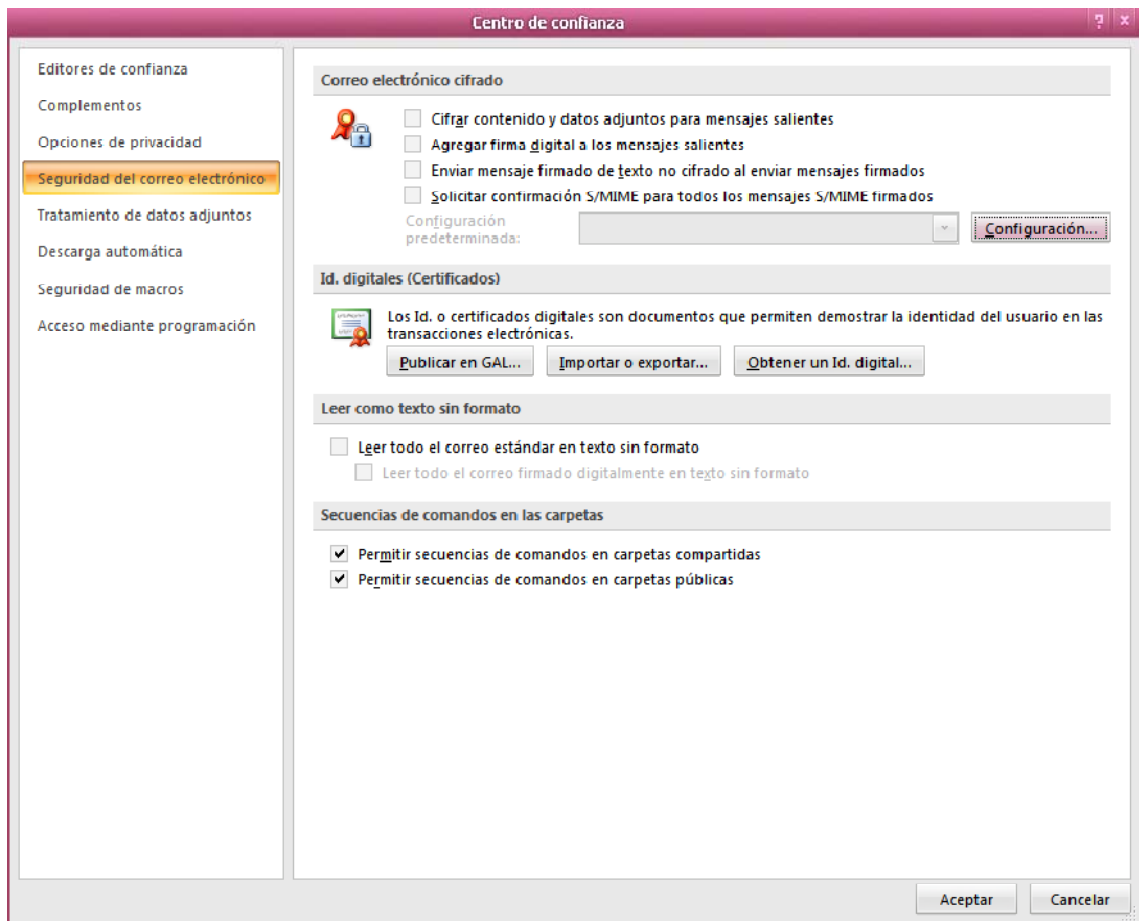 Centro de confianza
Editores de confianza
Complementos
Opciones de privacidad
Seguridad del correo electrónico
Tratamiento de datos adjuntos
Descarga automática
Seguridad de macros
Acceso mediante programación
Correo electrónico cifrado
Cifrar contenido y datos adjuntos para mensajes salientes
Agregar firma digital a los mensajes salientes
Enviar mensaje firmado de texto no cifrado al enviar mensajes firmados
Solicitar confirmación S/MIME para todos los mensajes S/MIME firmados
Configuración
predeterminada:
Configuración...
Id. digitales (Certificados)
Los Id. o certificados digitales son documentos que permiten demostrar la identidad del usuario en las
transacciones electrónicas.
Publicar en GAL... Importar o exportar... Obtener un Id. digital...
Leer como texto sin formato
Leer todo el correo estándar en texto sin formato
Leer todo el correo firmado digitalmente en texto sin formato
Secuencias de comandos en las carpetas
Permitir secuencias de comandos en carpetas compartidas
Permitir secuencias de comandos en carpetas públicas
Aceptar Cancelar